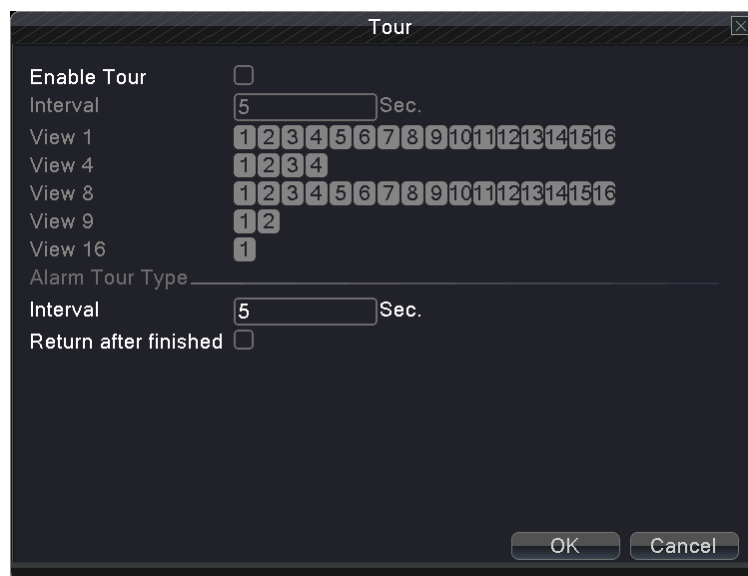 Tour
Enable Tour
Interval 5 Sec.
View 1 1 2 3 4 5 6 7 8 9 10 11 12 13 14 15 16
View 4 1 2 3 4
View 8 1 2 3 4 5 6 7 8 9 10 11 12 13 14 15 16
View 9 1 2
View 16 1
Alarm Tour Type
Interval 5 Sec.
Return after finished
OK Cancel